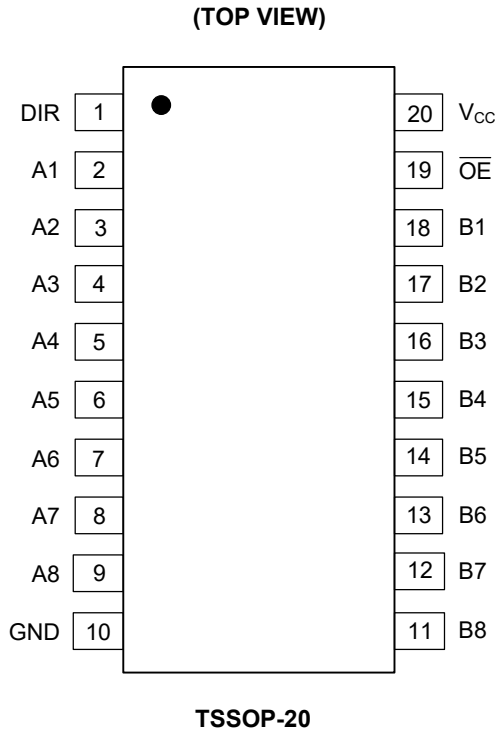 (TOP VIEW)
DIR 1 20 V_CC
A1 2 19 O̅E̅
A2 3 18 B1
A3 4 17 B2
A4 5 16 B3
A5 6 15 B4
A6 7 14 B5
A7 8 13 B6
A8 9 12 B7
GND 10 11 B8
TSSOP-20